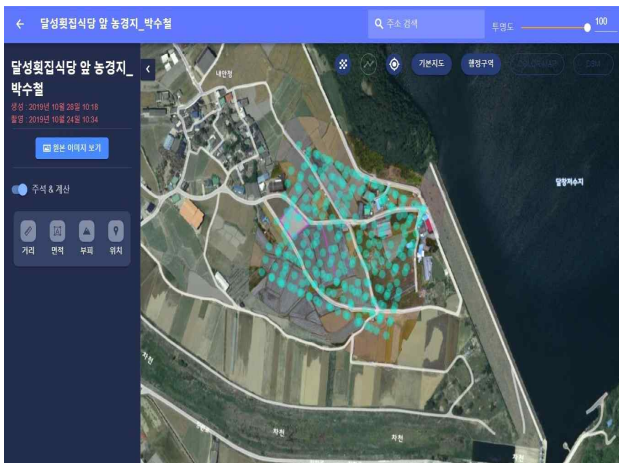 달성횟집식당 앞 농경지_박수철
주소 검색
투명도
100
달성횟집식당 앞 농경지_
박수철
생성 : 2019년 10월 28일 10:18
촬영 : 2019년 10월 24일 10:34
원본 이미지 보기
주석 & 계산
거리
면적
부피
위치
기본지도
행정구역
내안청
달창저수지
차천
차천
차천
차천